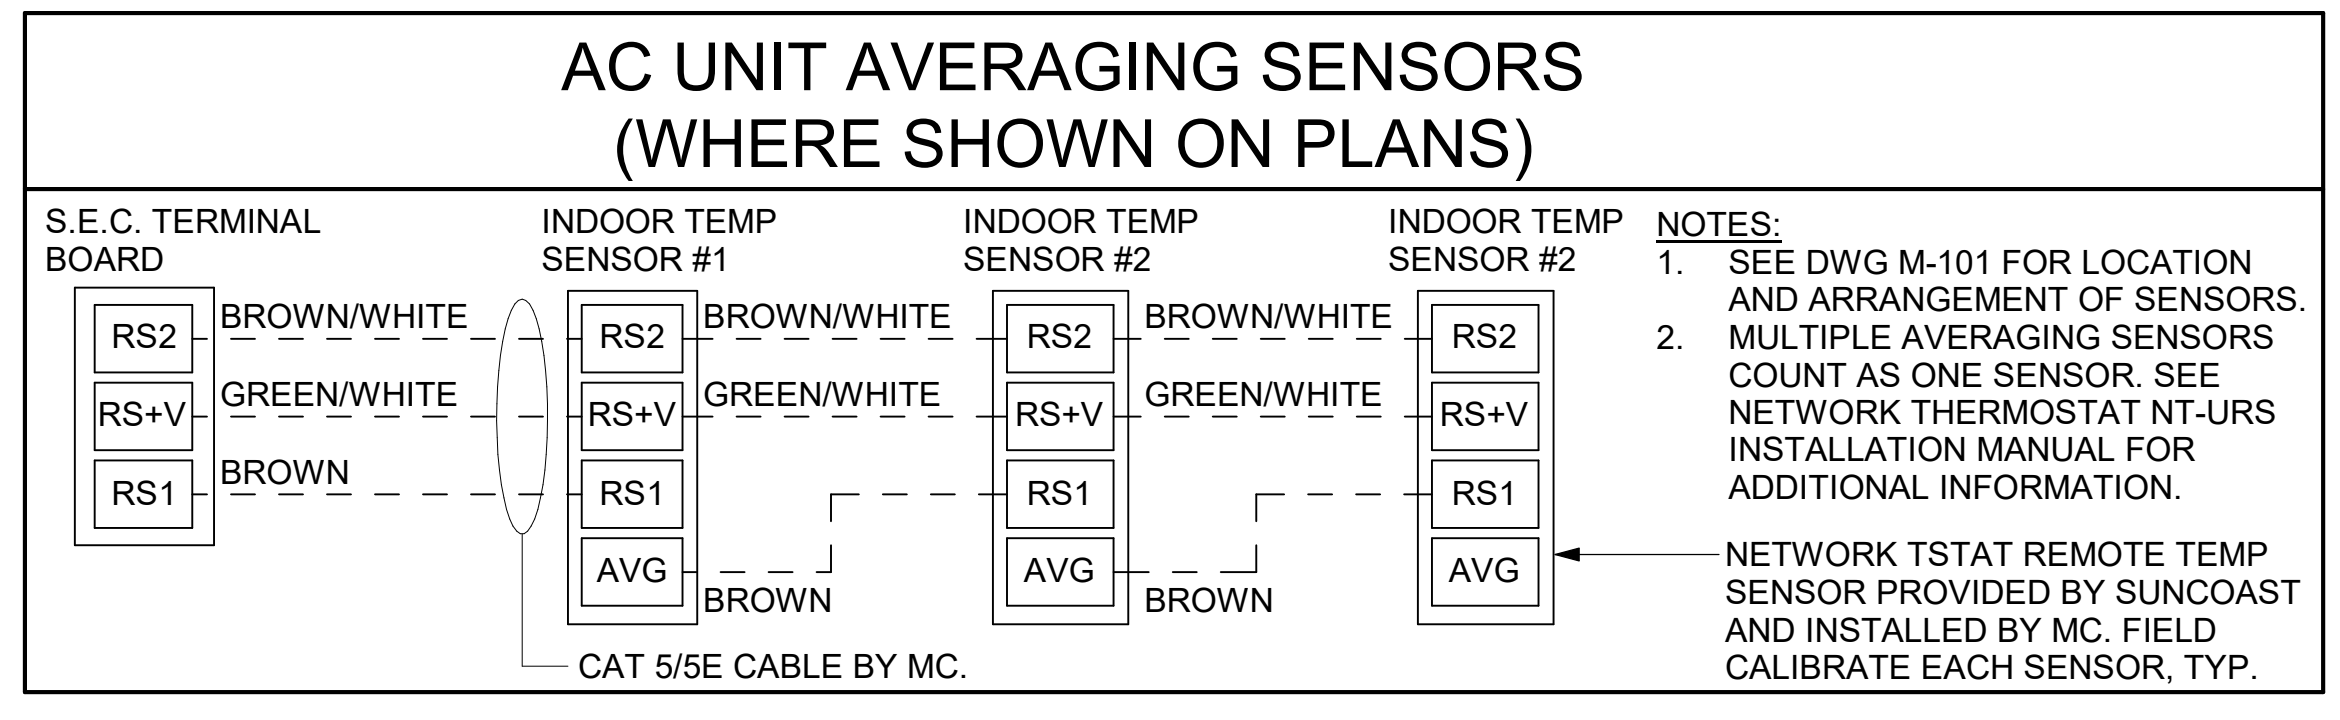 AC UNIT AVERAGING SENSORS
(WHERE SHOWN ON PLANS)
S.E.C. TERMINAL
BOARD
RS2
RS+V
RS1
BROWN/WHITE
GREEN/WHITE
BROWN
CAT 5/5E CABLE BY MC.
INDOOR TEMP
SENSOR #1
RS2
RS+V
RS1
AVG
BROWN/WHITE
GREEN/WHITE
BROWN
INDOOR TEMP
SENSOR #2
RS2
RS+V
RS1
AVG
BROWN/WHITE
GREEN/WHITE
BROWN
INDOOR TEMP
SENSOR #2
RS2
RS+V
RS1
AVG
NOTES:
1. SEE DWG M-101 FOR LOCATION
AND ARRANGEMENT OF SENSORS.
2. MULTIPLE AVERAGING SENSORS
COUNT AS ONE SENSOR. SEE
NETWORK THERMOSTAT NT-URS
INSTALLATION MANUAL FOR
ADDITIONAL INFORMATION.
NETWORK TSTAT REMOTE TEMP
SENSOR PROVIDED BY SUNCOAST
AND INSTALLED BY MC. FIELD
CALIBRATE EACH SENSOR, TYP.